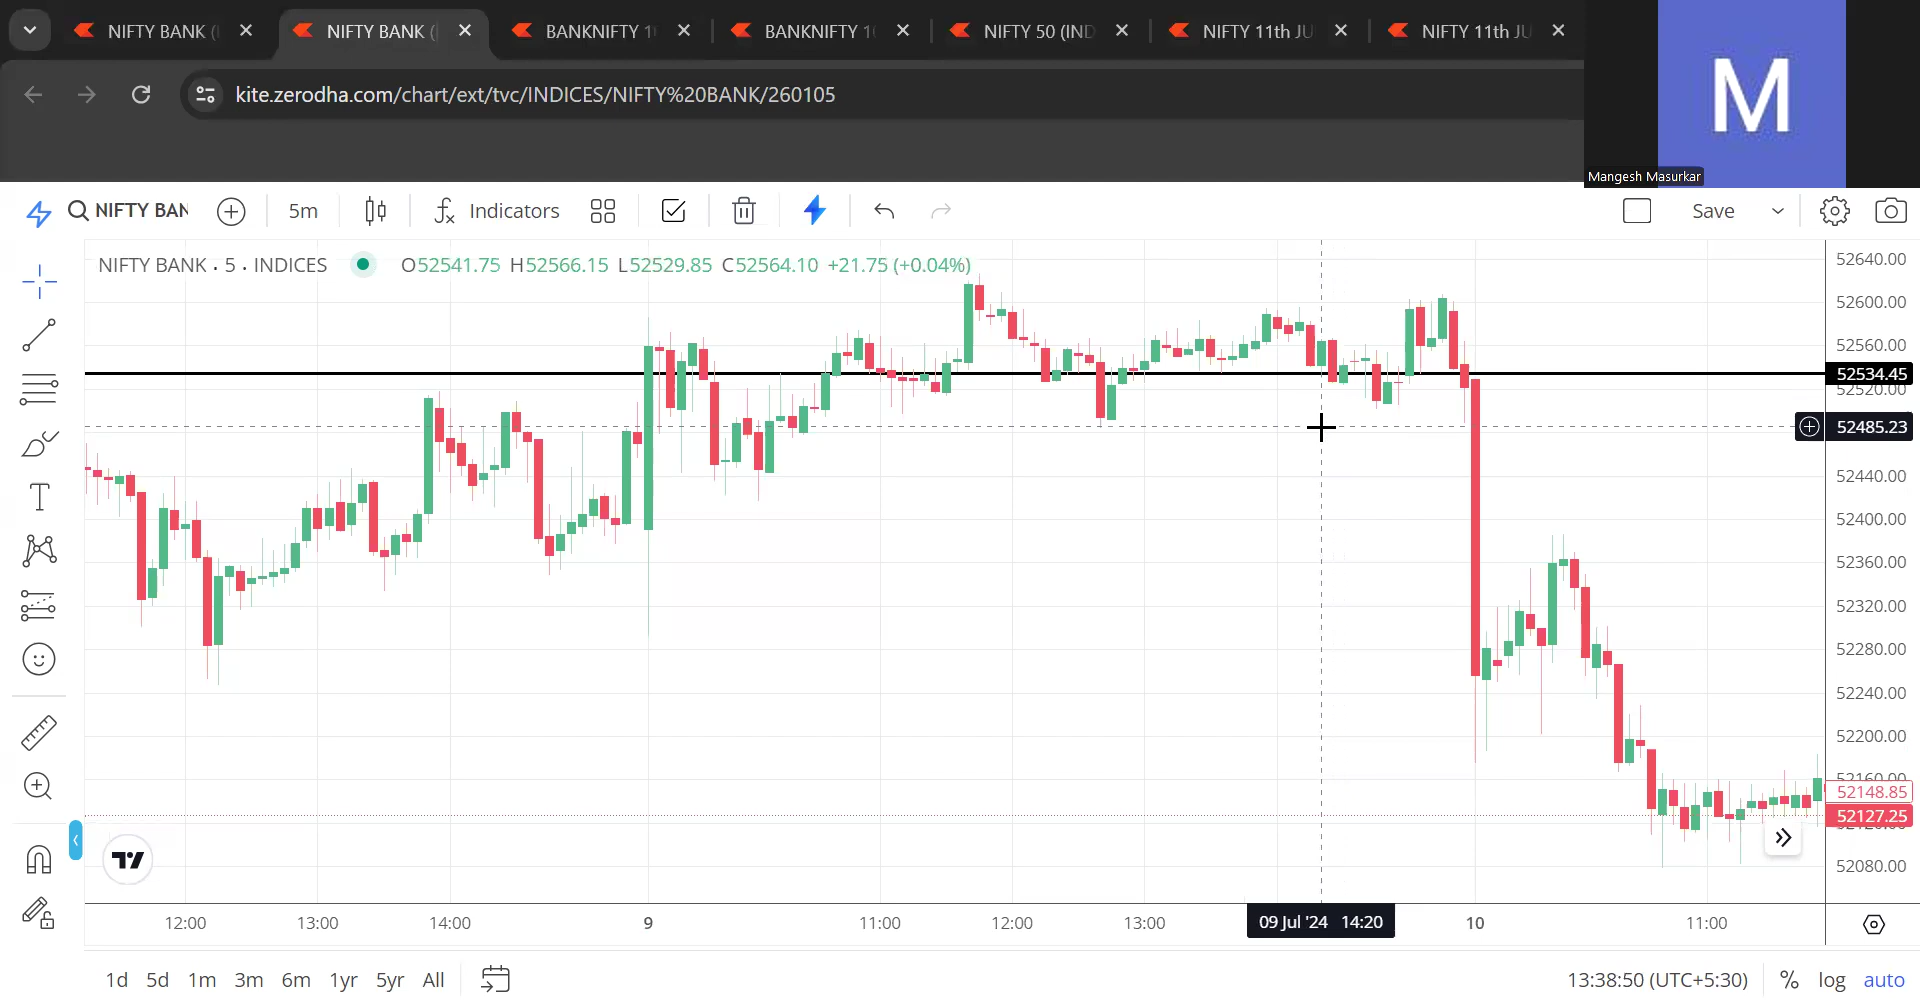 NIFTY BANK (
NIFTY BANK (
BANKNIFTY 1
BANKNIFTY 1
NIFTY 50 (IND
NIFTY 11th JU
NIFTY 11th JU
kite.zerodha.com/chart/ext/tvc/INDICES/NIFTY%20BANK/260105
M
Mangesh Masurkar
NIFTY BAN
5m
Indicators
Save
NIFTY BANK · 5 · INDICES O52541.75 H52566.15 L52529.85 C52564.10 +21.75 (+0.04%)
52640.00
52600.00
52560.00
52534.45
52520.00
52485.23
52440.00
52400.00
52360.00
52320.00
52280.00
52240.00
52200.00
52160.00
52148.85
52127.25
52080.00
12:00 13:00 14:00 9 11:00 12:00 13:00 09 Jul '24 14:20 10 11:00
1d 5d 1m 3m 6m 1yr 5yr All
13:38:50 (UTC+5:30) % log auto